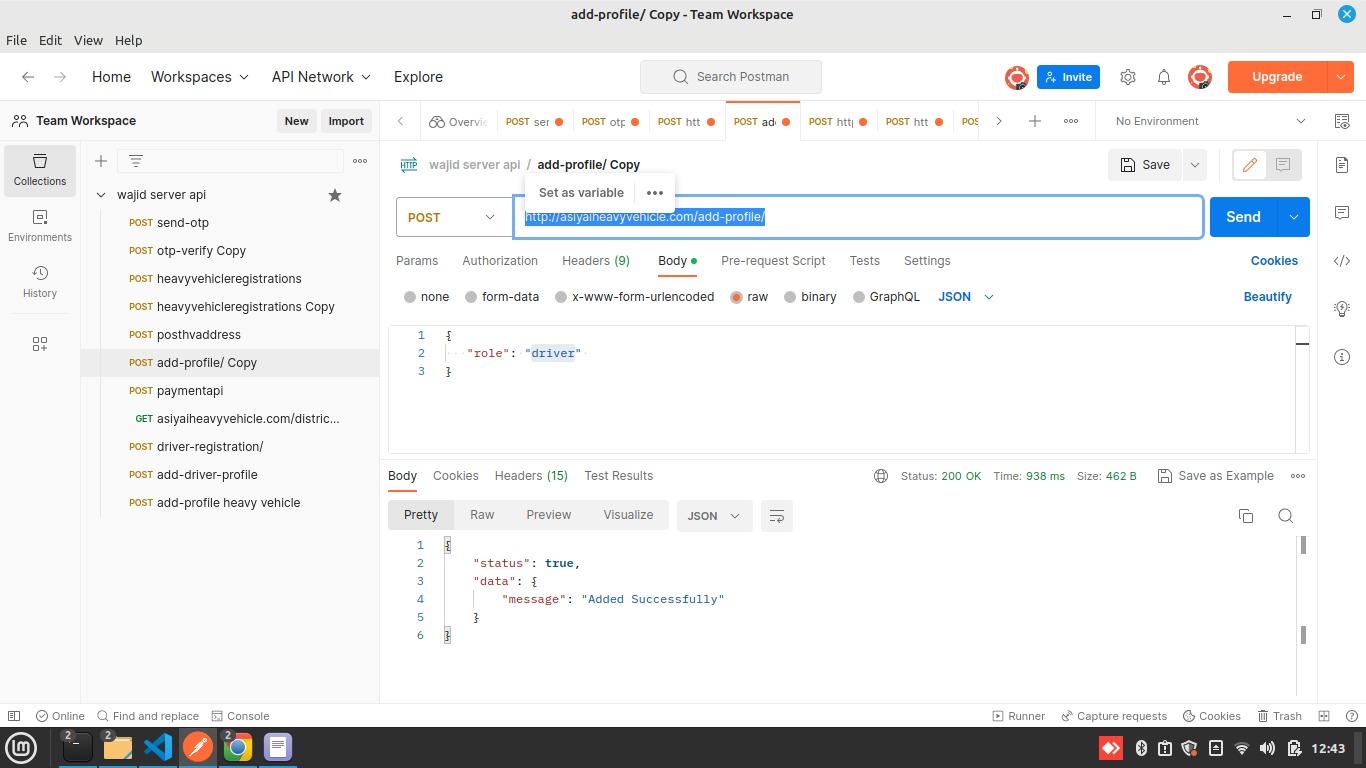 add-profile/ Copy - Team Workspace
File Edit View Help
Home Workspaces API Network Explore Search Postman Invite Upgrade
Team Workspace New Import
Overvi POST ser POST otp POST htt POST ad POST http POST htt POS No Environment
Collections
Environments
History
wajid server api
POST send-otp
POST otp-verify Copy
POST heavyvehicleregistrations
POST heavyvehicleregistrations Copy
POST posthvaddress
POST add-profile/ Copy
POST paymentapi
GET asiyaiheavyvehicle.com/distric...
POST driver-registration/
POST add-driver-profile
POST add-profile heavy vehicle
HTTP wajid server api / add-profile/ Copy Save
Set as variable
POST http://asiyaiheavyvehicle.com/add-profile/ Send
Params Authorization Headers (9) Body Pre-request Script Tests Settings Cookies
none form-data x-www-form-urlencoded raw binary GraphQL JSON Beautify
1 {
2 "role": "driver"
3 }
Body Cookies Headers (15) Test Results Status: 200 OK Time: 938 ms Size: 462 B Save as Example
Pretty Raw Preview Visualize JSON
1 {
2 "status": true,
3 "data": {
4 "message": "Added Successfully"
5 }
6 }
Online Find and replace Console Runner Capture requests Cookies Trash
2 2 2 12:43